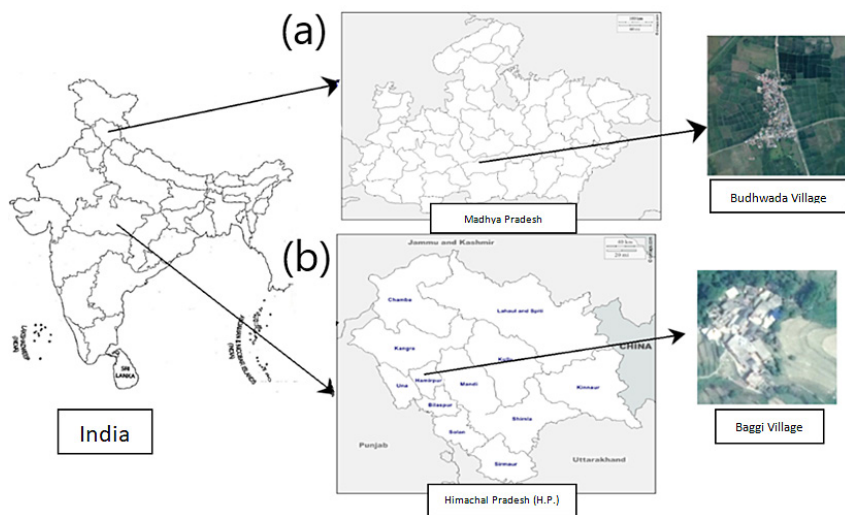 (a)
Madhya Pradesh
Budhwada Village
SRI
LANKA
India
(b)
Jammu and Kashmir
Chamba
Lahaul and Spiti
Kangra
CHINA
Una
Hamirpur
Mandi
Kinnaur
Bilaspur
Shimla
Solan
Punjab
Sirmaur
Uttarakhand
Himachal Pradesh (H.P.)
Baggi Village